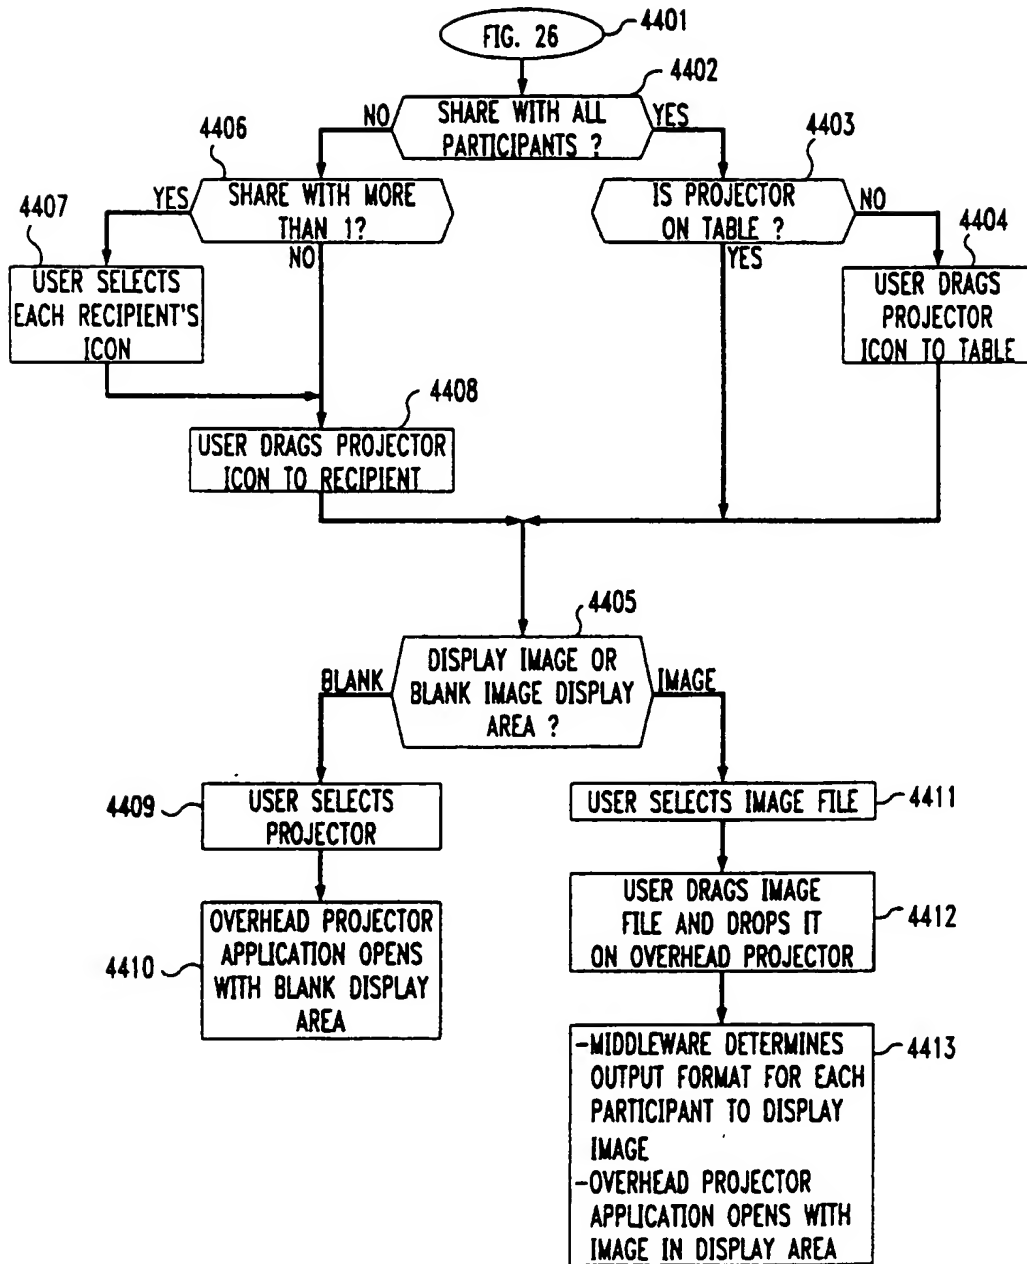 FIG. 26
4401
4402
SHARE WITH ALL
PARTICIPANTS ?
NO
YES
4406
SHARE WITH MORE
THAN 1?
YES
NO
4403
IS PROJECTOR
ON TABLE ?
NO
YES
4407
USER SELECTS
EACH RECIPIENT'S
ICON
4404
USER DRAGS
PROJECTOR
ICON TO TABLE
4408
USER DRAGS PROJECTOR
ICON TO RECIPIENT
4405
DISPLAY IMAGE OR
BLANK IMAGE DISPLAY
AREA ?
BLANK
IMAGE
4409
USER SELECTS
PROJECTOR
4410
OVERHEAD PROJECTOR
APPLICATION OPENS
WITH BLANK DISPLAY
AREA
USER SELECTS IMAGE FILE
4411
USER DRAGS IMAGE
FILE AND DROPS IT
ON OVERHEAD PROJECTOR
4412
-MIDDLEWARE DETERMINES
OUTPUT FORMAT FOR EACH
PARTICIPANT TO DISPLAY
IMAGE
-OVERHEAD PROJECTOR
APPLICATION OPENS WITH
IMAGE IN DISPLAY AREA
4413